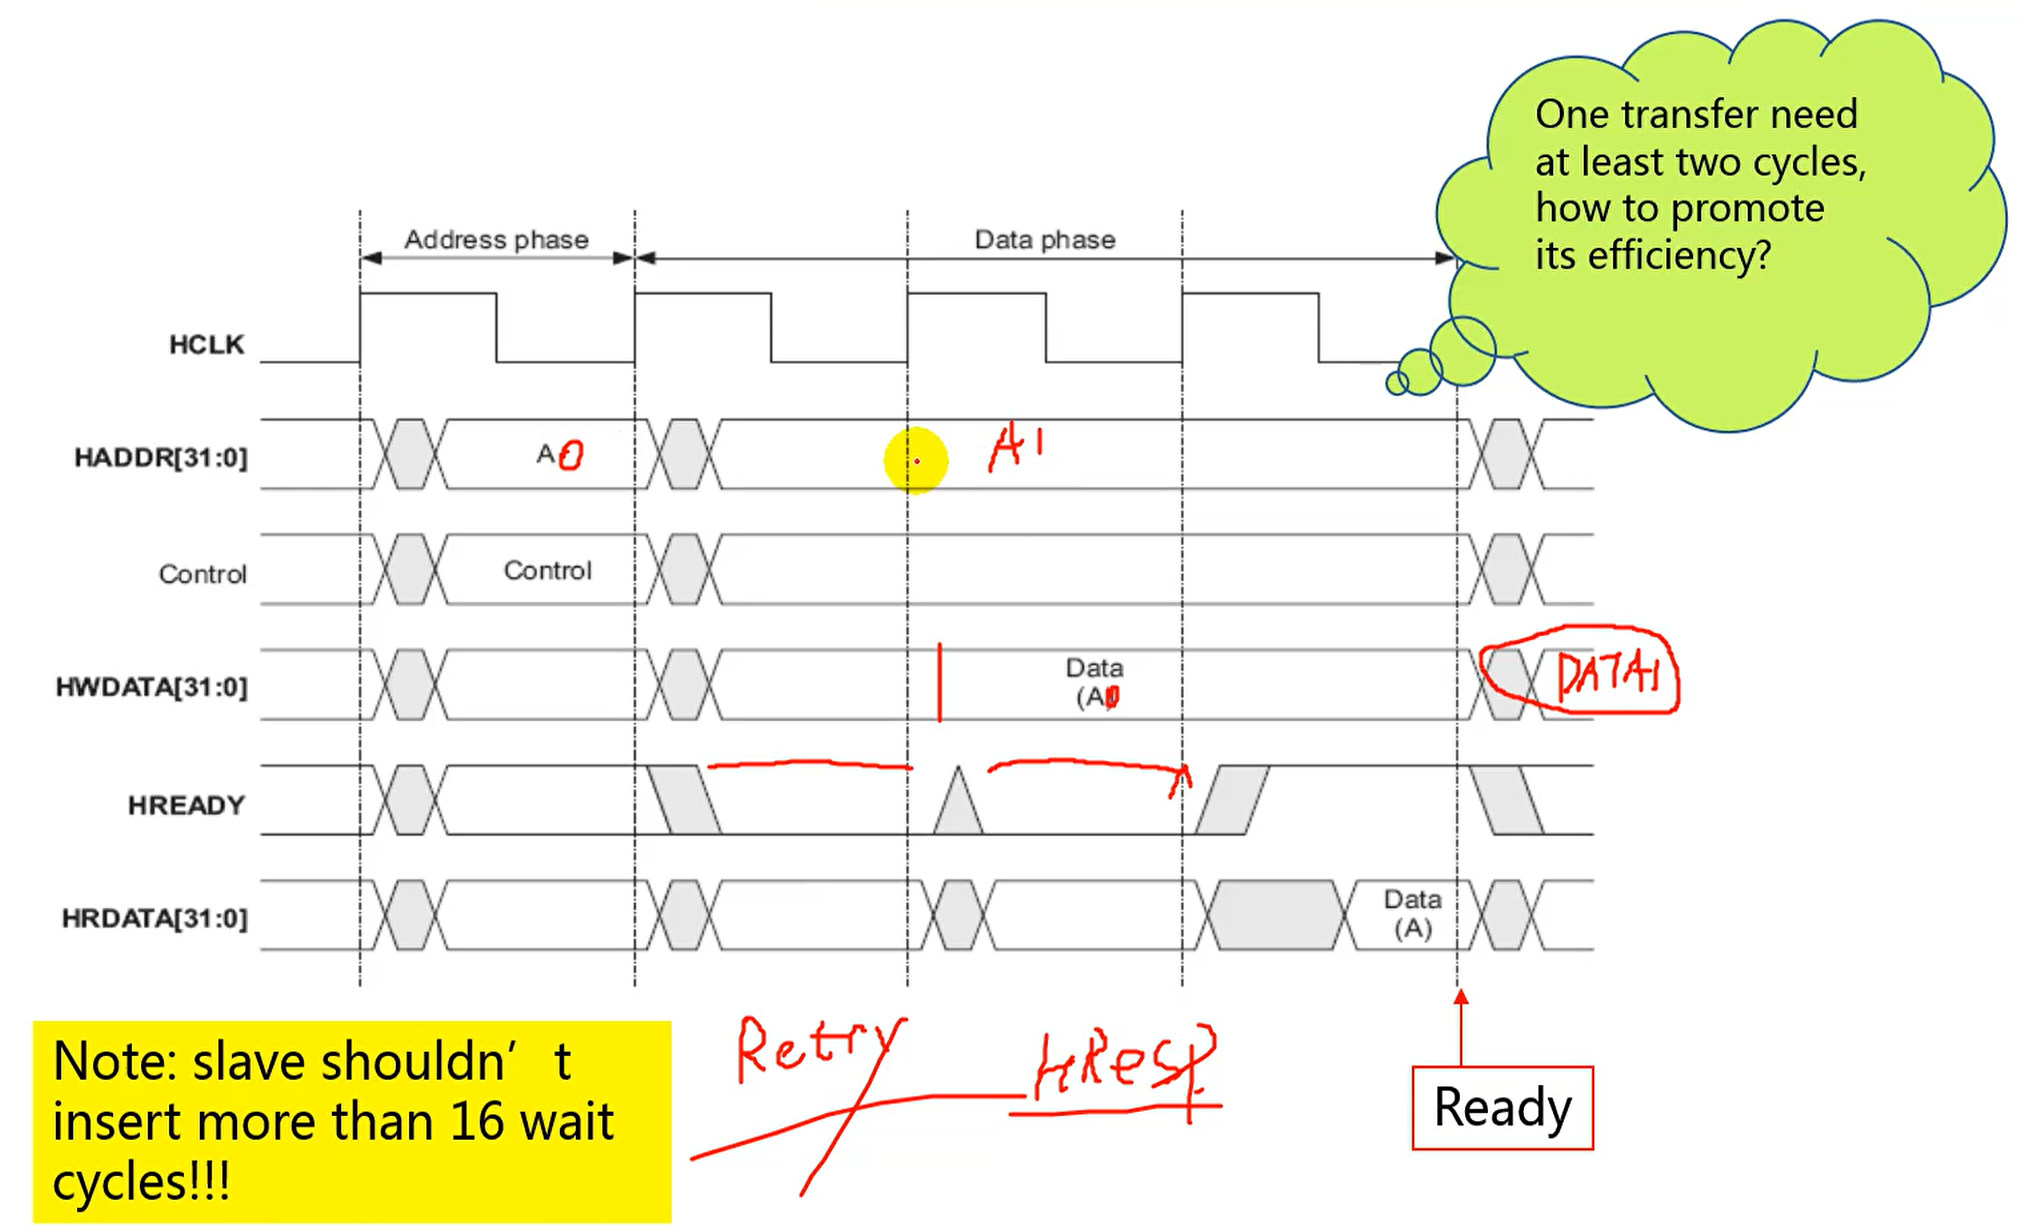 One transfer need
at least two cycles,
how to promote
its efficiency?
Address phase
Data phase
HCLK
HADDR[31:0]
A0
A1
Control
Control
HWDATA[31:0]
Data
(A0
DATA1
HREADY
HRDATA[31:0]
Data
(A)
Note: slave shouldn’t
insert more than 16 wait
cycles!!!
Retry
HResp
Ready